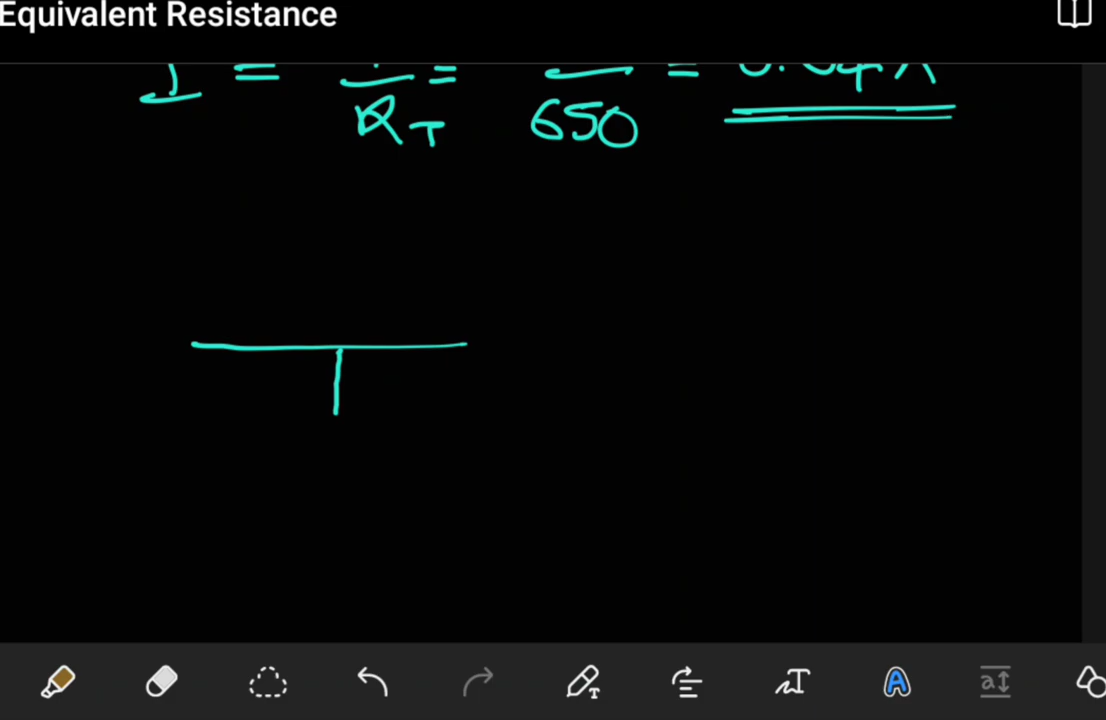 Equivalent Resistance
I = = =
R_T 650